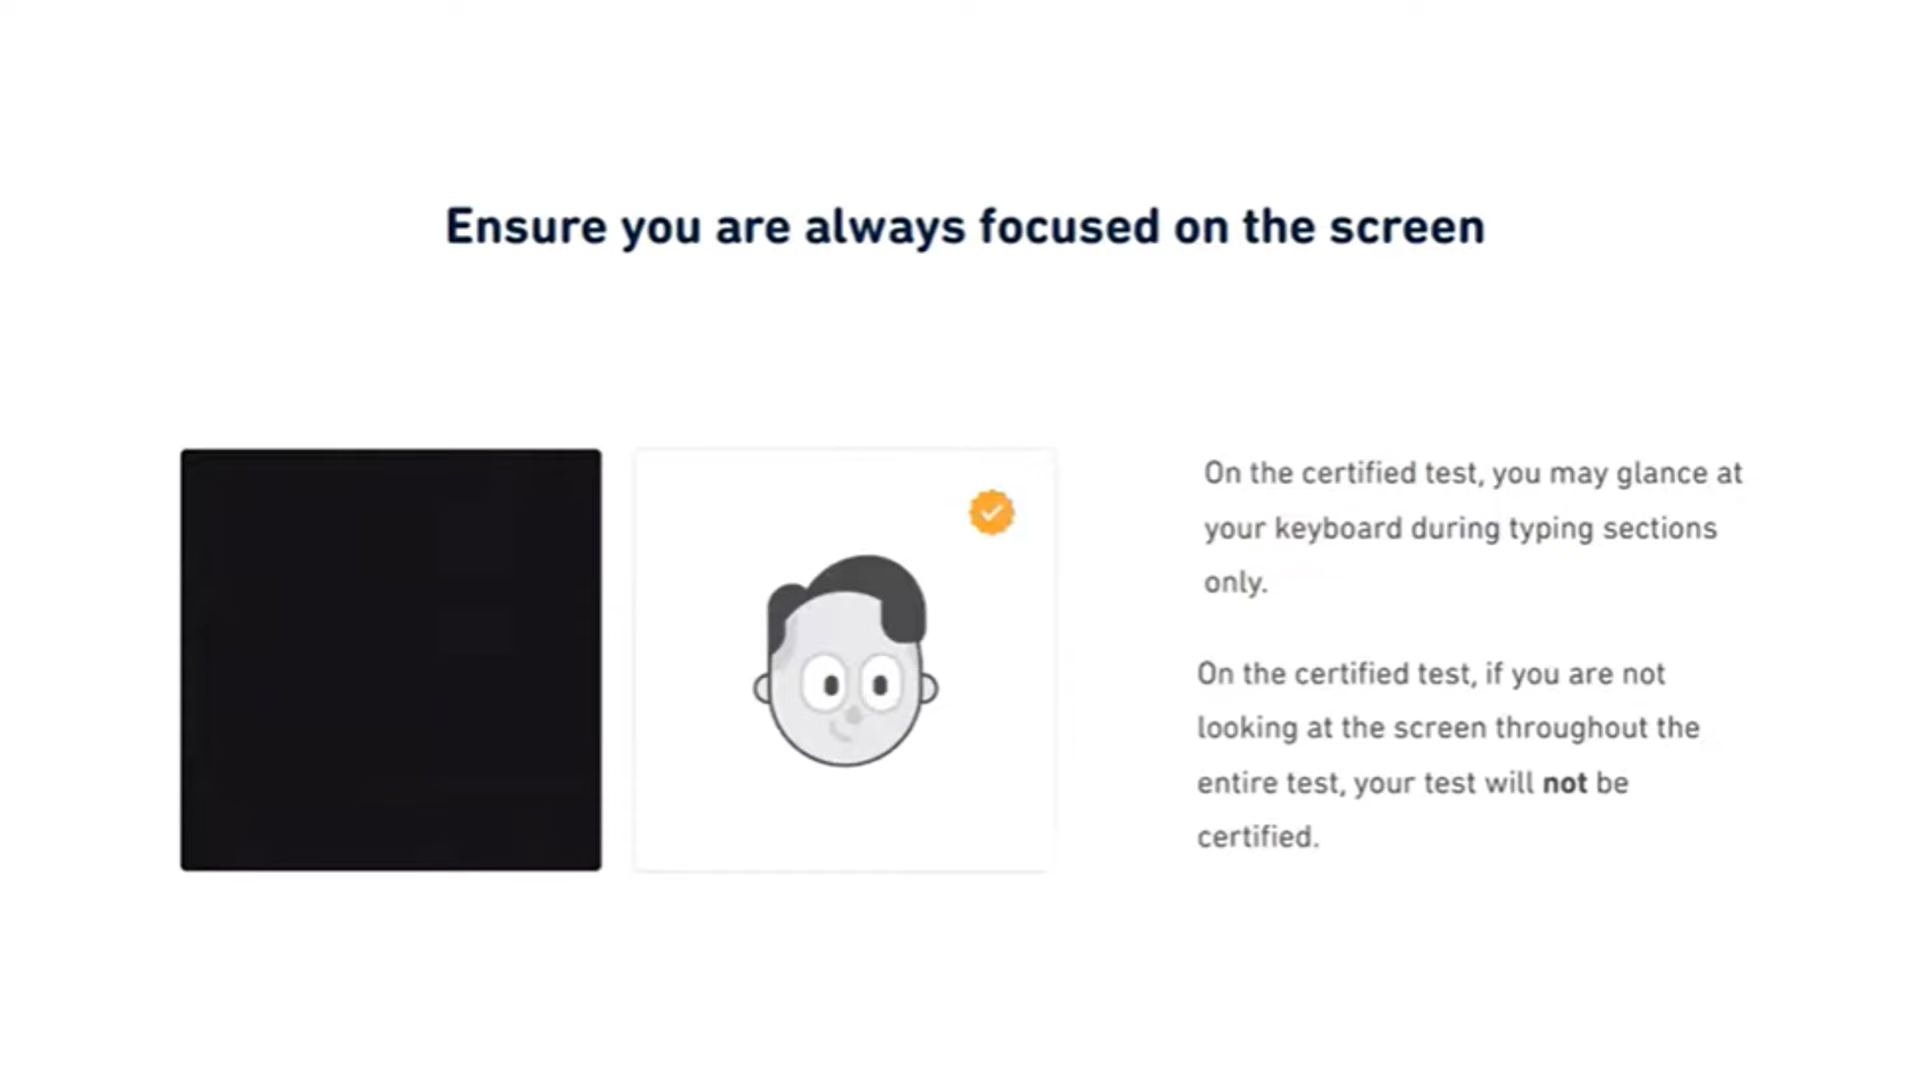 Ensure you are always focused on the screen
On the certified test, you may glance at
your keyboard during typing sections
only.
On the certified test, if you are not
looking at the screen throughout the
entire test, your test will not be
certified.